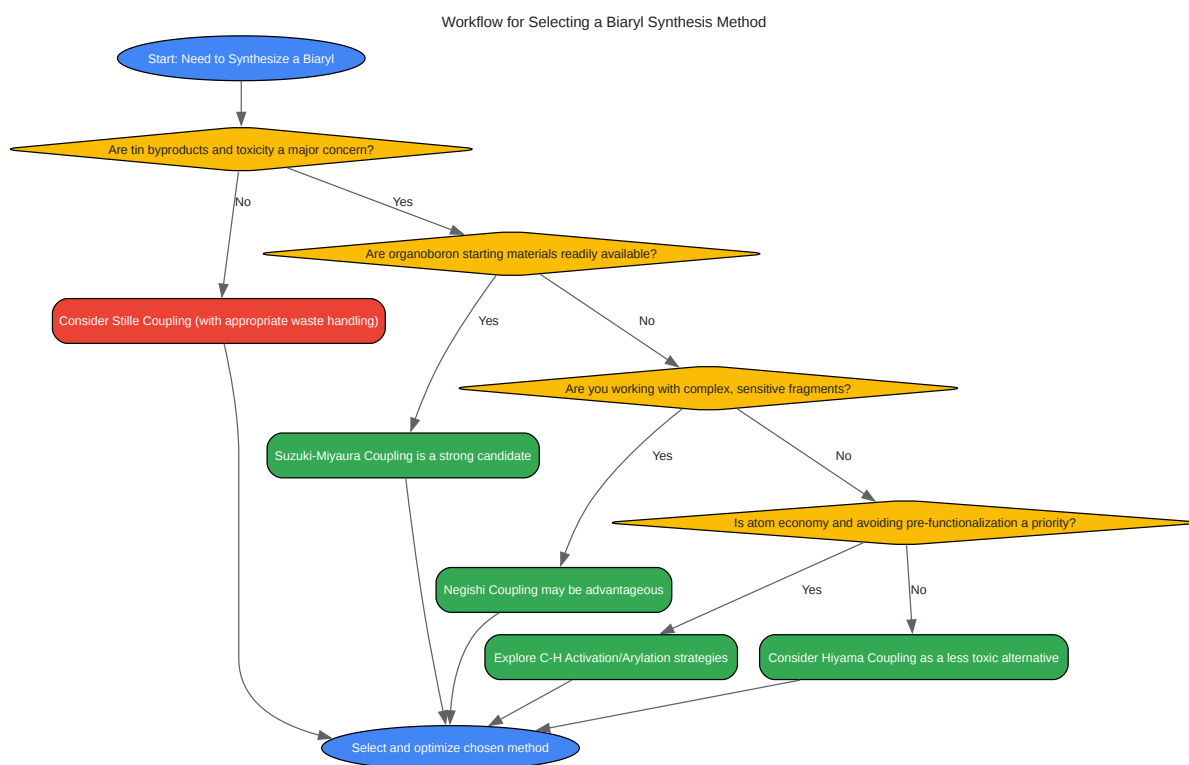 Workflow for Selecting a Biaryl Synthesis Method
Start: Need to Synthesize a Biaryl
Are tin byproducts and toxicity a major concern?
No
Yes
Are organoboron starting materials readily available?
Consider Stille Coupling (with appropriate waste handling)
Yes
No
Are you working with complex, sensitive fragments?
Suzuki-Miyaura Coupling is a strong candidate
Yes
No
Is atom economy and avoiding pre-functionalization a priority?
Negishi Coupling may be advantageous
Yes
No
Explore C-H Activation/Arylation strategies
Consider Hiyama Coupling as a less toxic alternative
Select and optimize chosen method